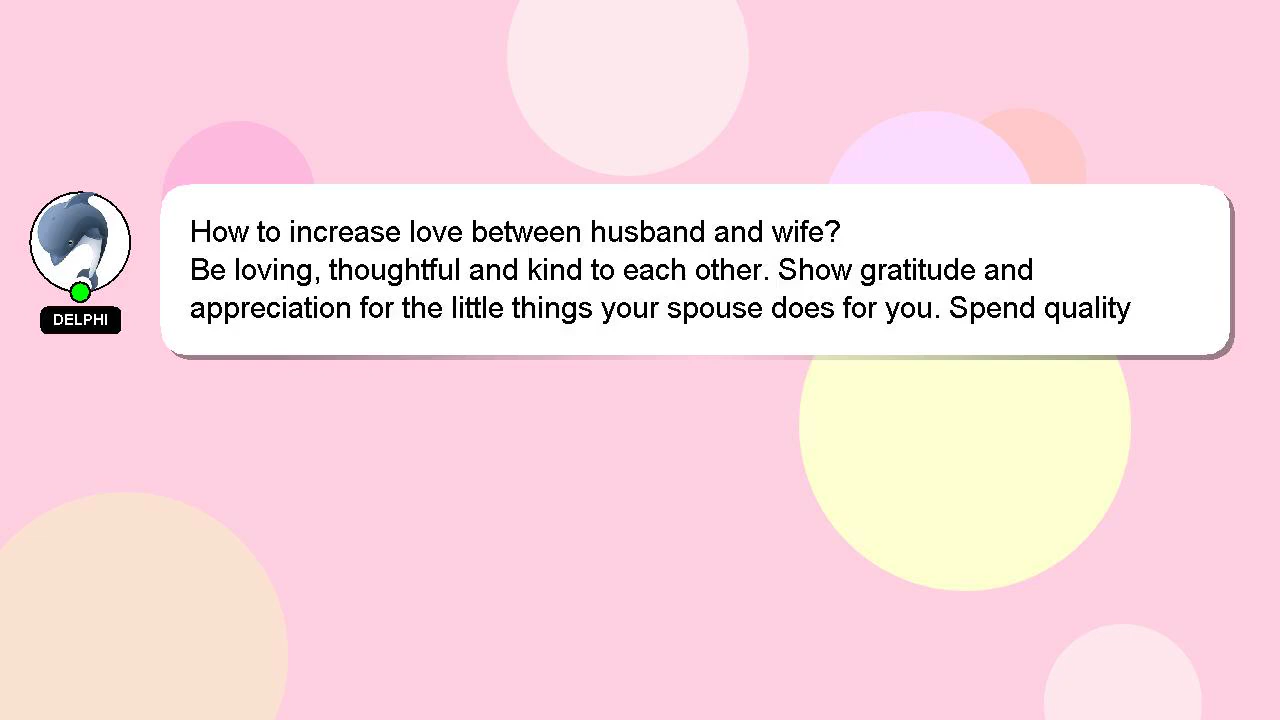 How to increase love between husband and wife?
Be loving, thoughtful and kind to each other. Show gratitude and
appreciation for the little things your spouse does for you. Spend quality
DELPHI